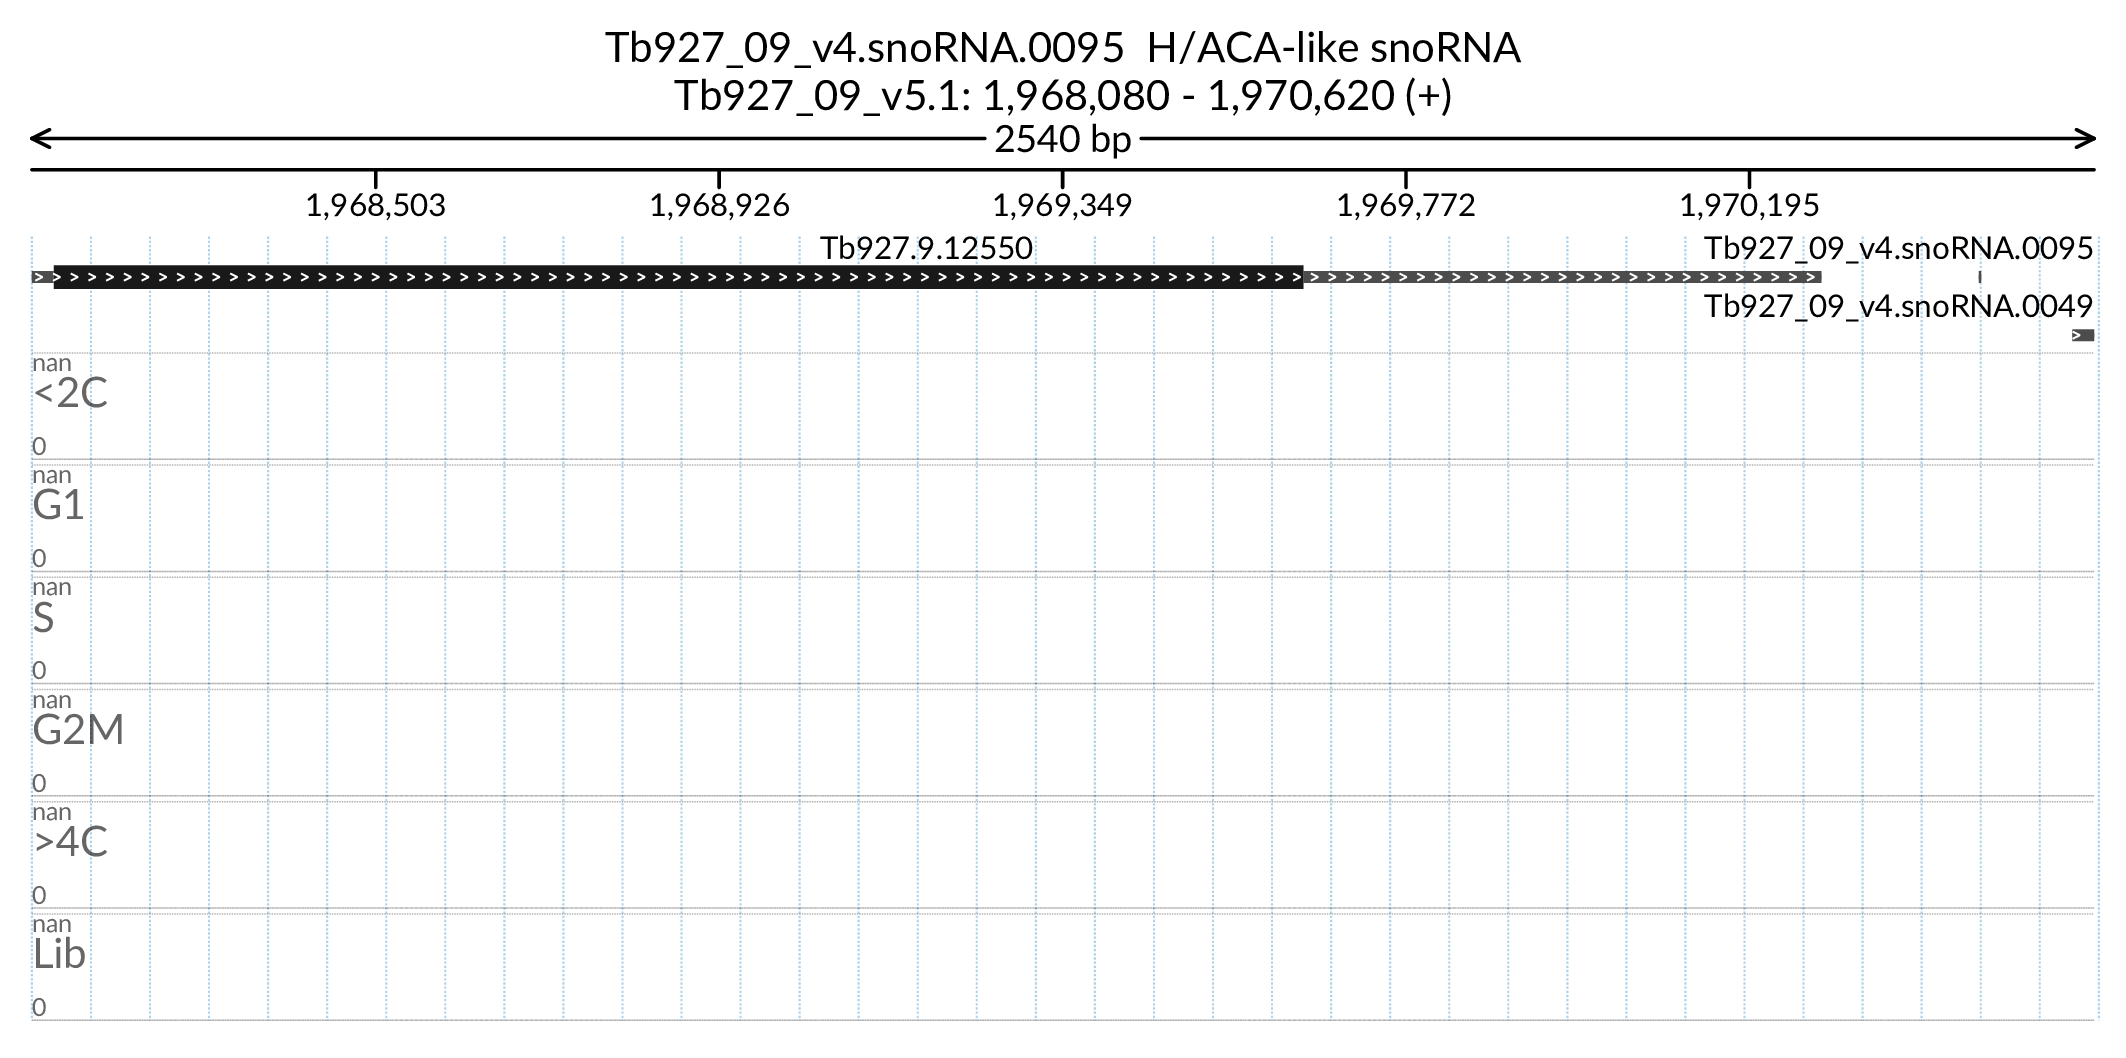 Tb927_09_v4.snoRNA.0095 H/ACA-like snoRNA
Tb927_09_v5.1: 1,968,080 - 1,970,620 (+)
2540 bp
1,968,503 1,968,926 1,969,349 1,969,772 1,970,195
Tb927.9.12550 Tb927_09_v4.snoRNA.0095
Tb927_09_v4.snoRNA.0049
nan
<2C
0
nan
G1
0
nan
S
0
nan
G2M
0
nan
>4C
0
nan
Lib
0